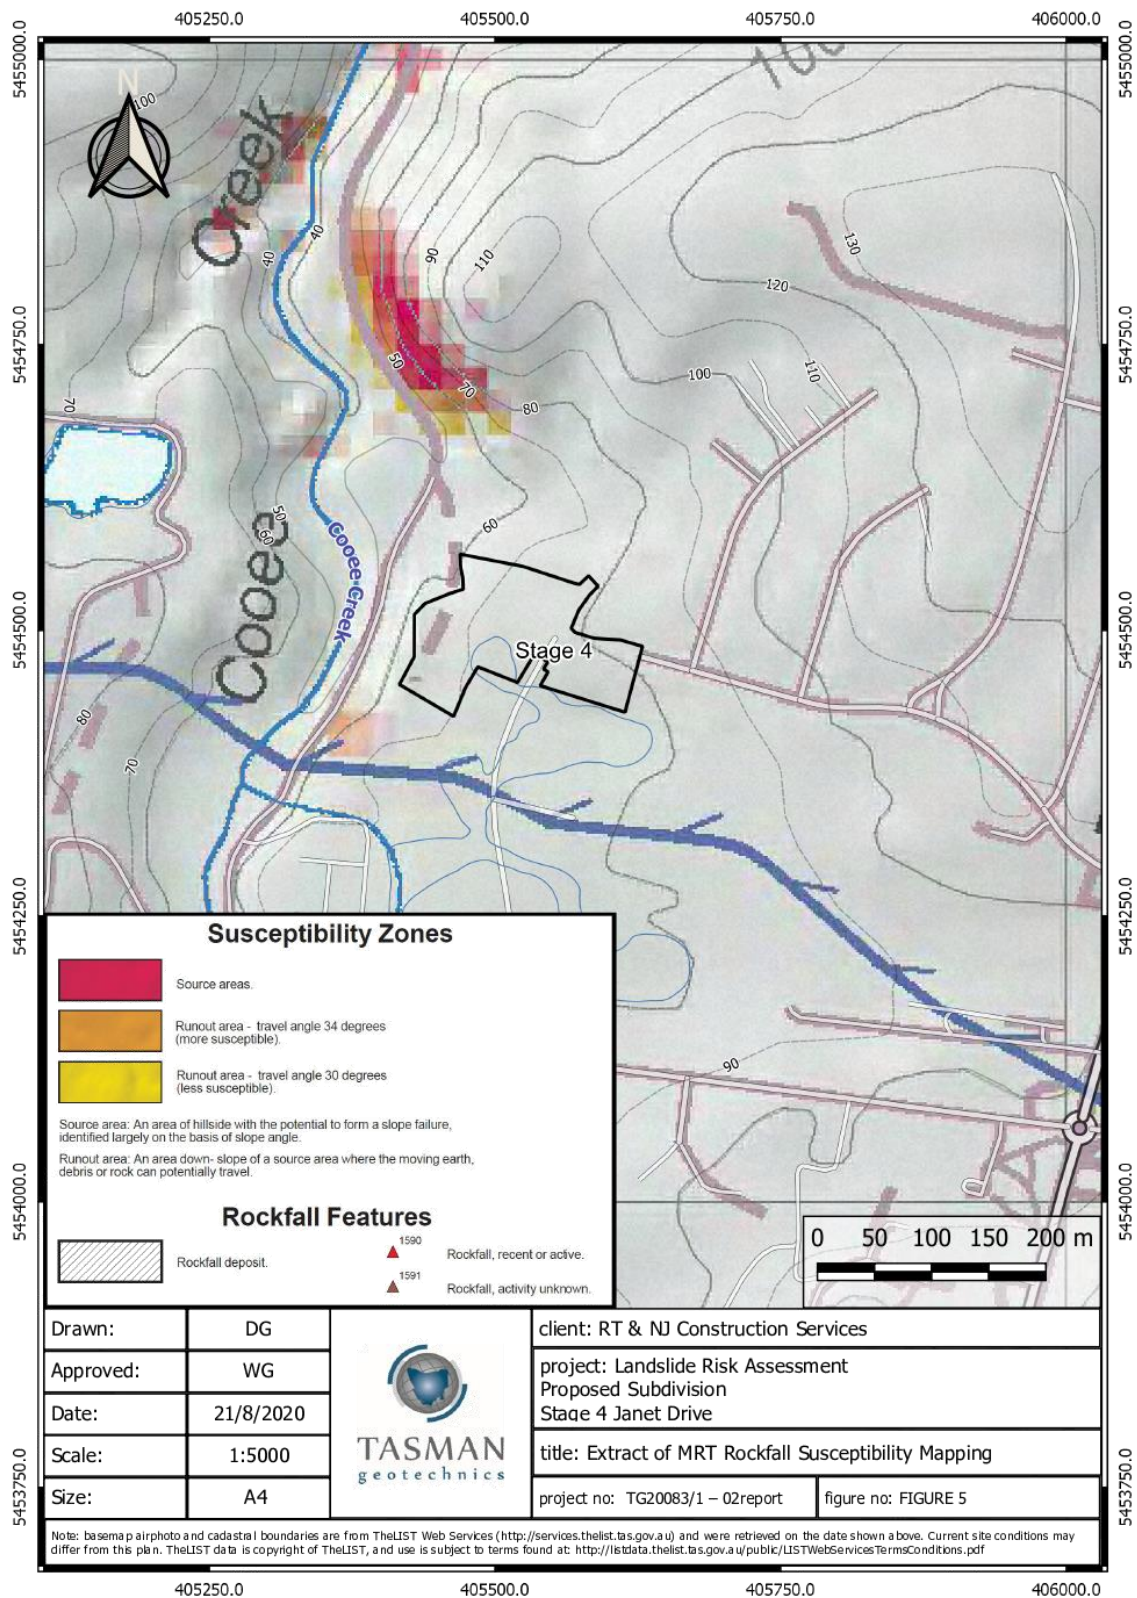 405250.0 405500.0 405750.0 406000.0
5455000.0 5455000.0
N
100
Creek
40
40
90
110
130
120
5454750.0 5454750.0
50
70
80
100
110
70
60
50
60
Cooee
Cooee Creek
5454500.0 5454500.0
Stage 4
80
70
5454250.0 5454250.0
90
Susceptibility Zones
Source areas.
Runout area - travel angle 34 degrees
(more susceptible).
Runout area - travel angle 30 degrees
(less susceptible).
Source area: An area of hillside with the potential to form a slope failure,
identified largely on the basis of slope angle.
Runout area: An area down- slope of a source area where the moving earth,
debris or rock can potentially travel.
Rockfall Features
Rockfall deposit.
1590
Rockfall, recent or active.
1591
Rockfall, activity unknown.
5454000.0 5454000.0
0 50 100 150 200 m
Drawn: DG
Approved: WG
Date: 21/8/2020
Scale: 1:5000
Size: A4
TASMAN
geotechnics
client: RT & NJ Construction Services
project: Landslide Risk Assessment
Proposed Subdivision
Stage 4 Janet Drive
title: Extract of MRT Rockfall Susceptibility Mapping
project no: TG20083/1 – 02report
figure no: FIGURE 5
5453750.0 5453750.0
Note: basemap airphoto and cadastral boundaries are from TheLIST Web Services (http://services.thelist.tas.gov.au) and were retrieved on the date shown above. Current site conditions may
differ from this plan. TheLIST data is copyright of TheLIST, and use is subject to terms found at: http://listdata.thelist.tas.gov.au/public/LISTWebServicesTermsConditions.pdf
405250.0 405500.0 405750.0 406000.0